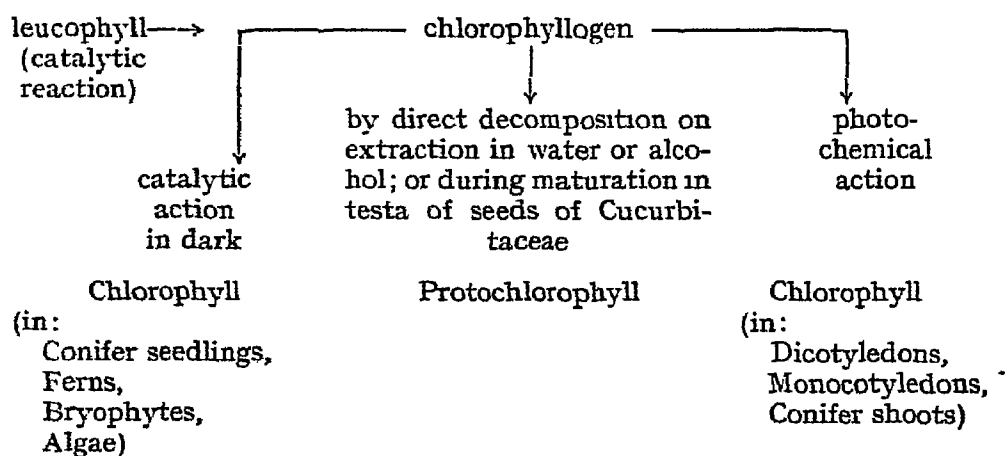 leucophyll → chlorophyllogen
(catalytic
reaction)
by direct decomposition on
extraction in water or alco-
hol; or during maturation in
testa of seeds of Cucurbi-
taceae
photo-
chemical
action
catalytic
action
in dark
Chlorophyll
(in:
Conifer seedlings,
Ferns,
Bryophytes,
Algae)
Protochlorophyll
Chlorophyll
(in:
Dicotyledons,
Monocotyledons,
Conifer shoots)